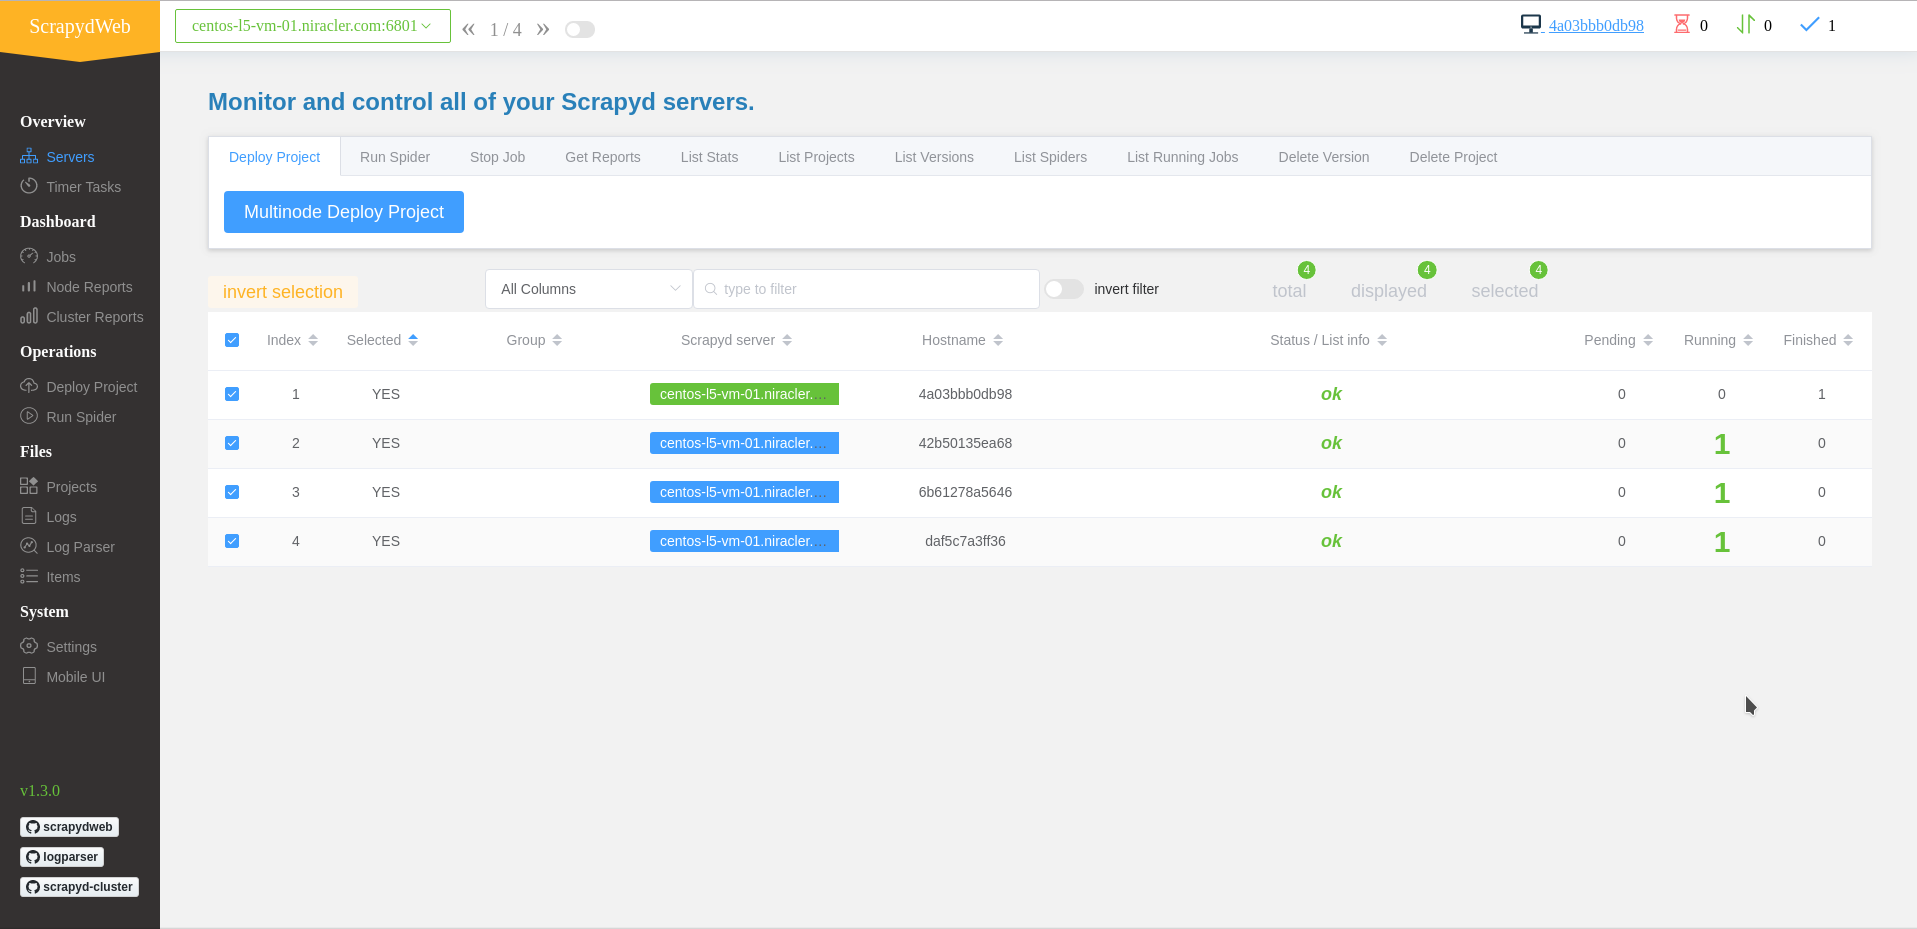 ScrapydWeb
centos-l5-vm-01.niracler.com:6801
« 1 / 4 »
4a03bbb0db98 0 0 1
Overview
Servers
Timer Tasks
Dashboard
Jobs
Node Reports
Cluster Reports
Operations
Deploy Project
Run Spider
Files
Projects
Logs
Log Parser
Items
System
Settings
Mobile UI
v1.3.0
scrapydweb
logparser
scrapyd-cluster
Monitor and control all of your Scrapyd servers.
Deploy Project Run Spider Stop Job Get Reports List Stats List Projects List Versions List Spiders List Running Jobs Delete Version Delete Project
Multinode Deploy Project
invert selection All Columns type to filter invert filter total 4 displayed 4 selected 4
Index Selected Group Scrapyd server Hostname Status / List info Pending Running Finished
1 YES centos-l5-vm-01.niracler.... 4a03bbb0db98 ok 0 0 1
2 YES centos-l5-vm-01.niracler.... 42b50135ea68 ok 0 1 0
3 YES centos-l5-vm-01.niracler.... 6b61278a5646 ok 0 1 0
4 YES centos-l5-vm-01.niracler.... daf5c7a3ff36 ok 0 1 0